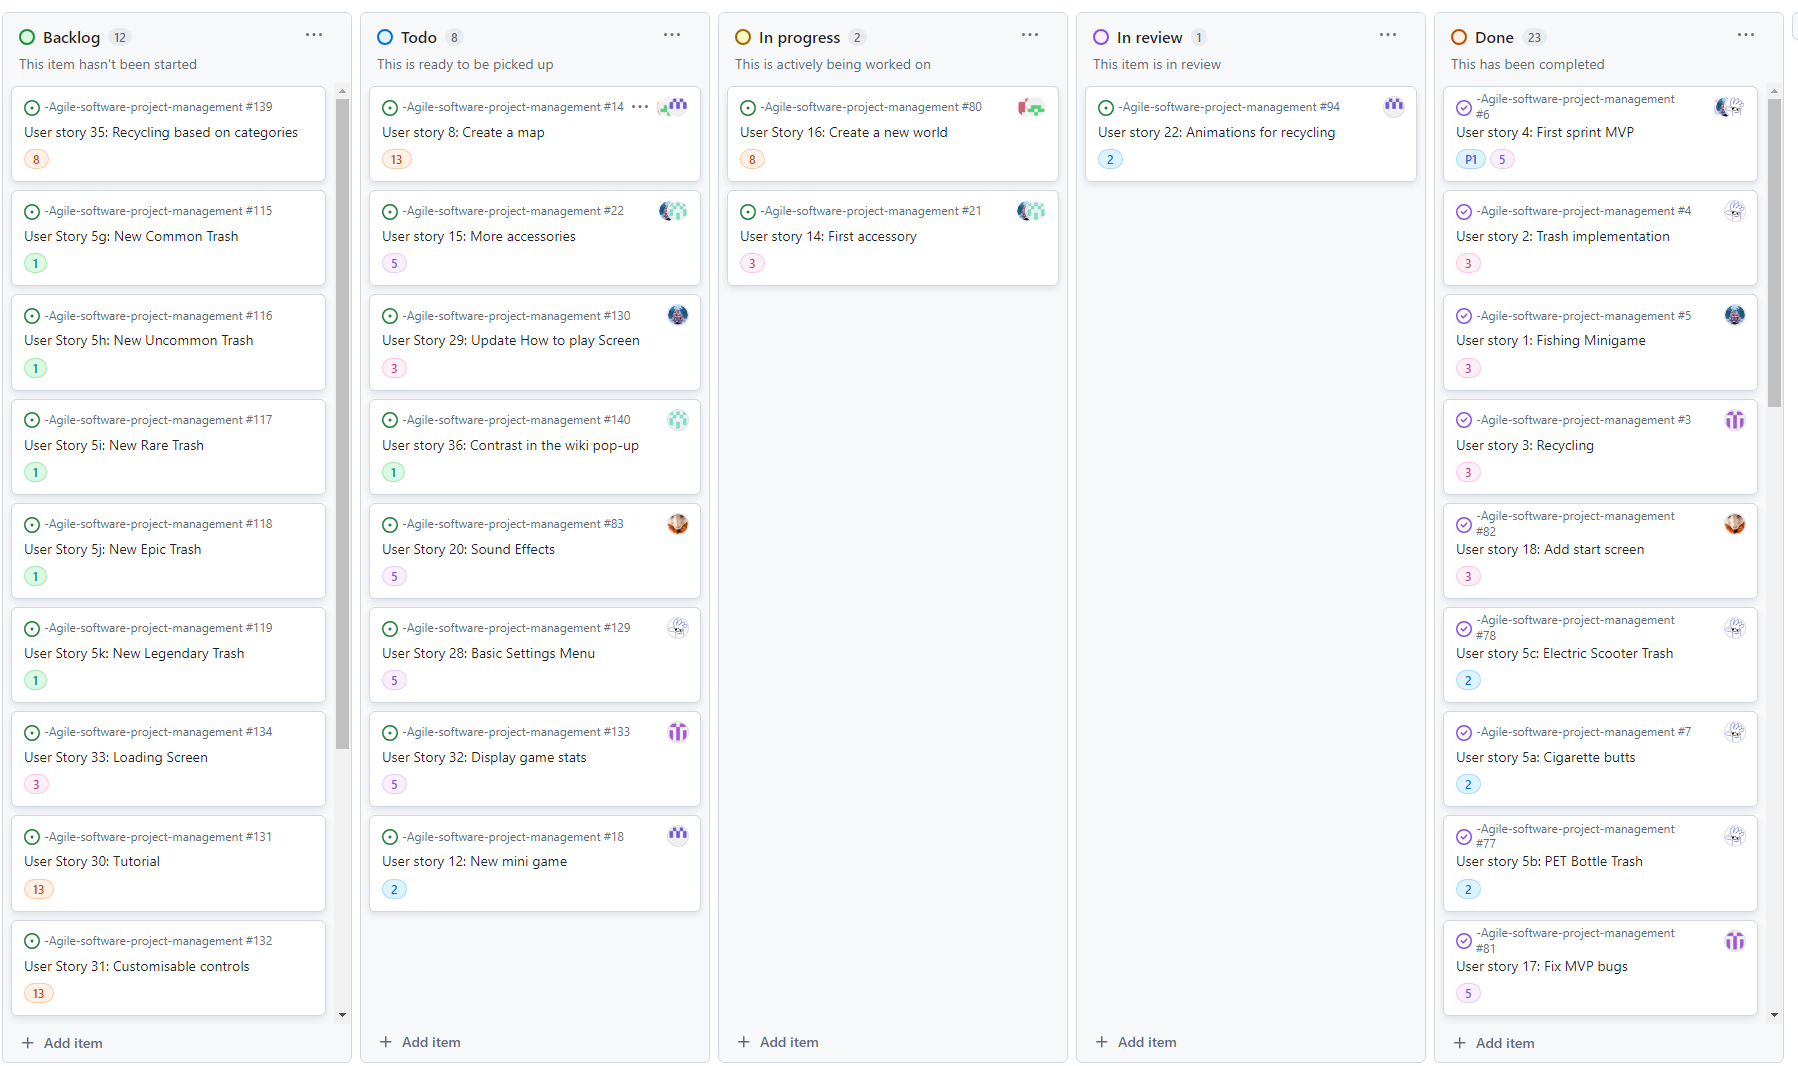 Backlog 12
This item hasn't been started
-Agile-software-project-management #139
User story 35: Recycling based on categories
8
-Agile-software-project-management #115
User Story 5g: New Common Trash
1
-Agile-software-project-management #116
User Story 5h: New Uncommon Trash
1
-Agile-software-project-management #117
User Story 5i: New Rare Trash
1
-Agile-software-project-management #118
User Story 5j: New Epic Trash
1
-Agile-software-project-management #119
User Story 5k: New Legendary Trash
1
-Agile-software-project-management #134
User Story 33: Loading Screen
3
-Agile-software-project-management #131
User Story 30: Tutorial
13
-Agile-software-project-management #132
User Story 31: Customisable controls
13
+ Add item
Todo 8
This is ready to be picked up
-Agile-software-project-management #14
User story 8: Create a map
13
-Agile-software-project-management #22
User story 15: More accessories
5
-Agile-software-project-management #130
User Story 29: Update How to play Screen
3
-Agile-software-project-management #140
User story 36: Contrast in the wiki pop-up
1
-Agile-software-project-management #83
User Story 20: Sound Effects
5
-Agile-software-project-management #129
User Story 28: Basic Settings Menu
5
-Agile-software-project-management #133
User Story 32: Display game stats
5
-Agile-software-project-management #18
User story 12: New mini game
2
+ Add item
In progress 2
This is actively being worked on
-Agile-software-project-management #80
User Story 16: Create a new world
8
-Agile-software-project-management #21
User story 14: First accessory
3
+ Add item
In review 1
This item is in review
-Agile-software-project-management #94
User story 22: Animations for recycling
2
+ Add item
Done 23
This has been completed
-Agile-software-project-management
#6
User story 4: First sprint MVP
P1 5
-Agile-software-project-management #4
User story 2: Trash implementation
3
-Agile-software-project-management #5
User story 1: Fishing Minigame
3
-Agile-software-project-management #3
User story 3: Recycling
3
-Agile-software-project-management
#82
User story 18: Add start screen
3
-Agile-software-project-management
#78
User story 5c: Electric Scooter Trash
2
-Agile-software-project-management #7
User story 5a: Cigarette butts
2
-Agile-software-project-management
#77
User story 5b: PET Bottle Trash
2
-Agile-software-project-management
#81
User story 17: Fix MVP bugs
5
+ Add item